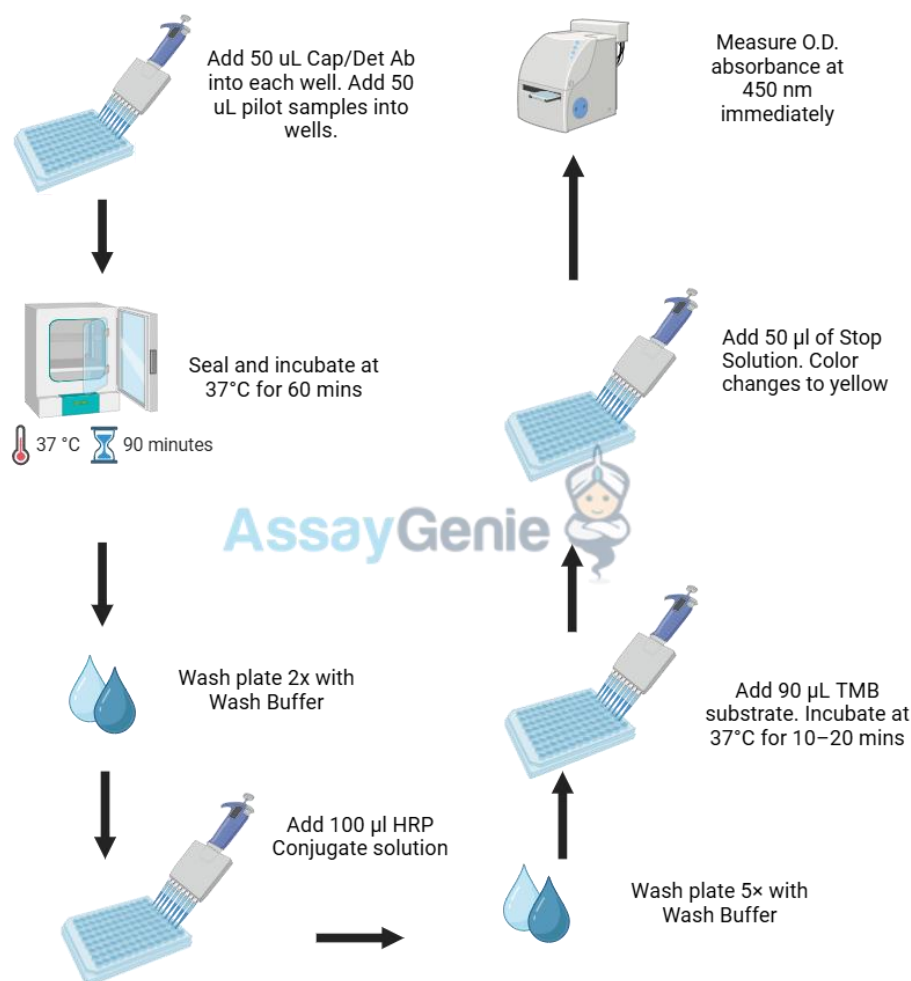 Add 50 uL Cap/Det Ab
into each well. Add 50
uL pilot samples into
wells.
Seal and incubate at
37°C for 60 mins
37 °C 90 minutes
Wash plate 2x with
Wash Buffer
Add 100 µl HRP
Conjugate solution
Wash plate 5× with
Wash Buffer
Add 90 µL TMB
substrate. Incubate at
37°C for 10–20 mins
Add 50 µl of Stop
Solution. Color
changes to yellow
Measure O.D.
absorbance at
450 nm
immediately
AssayGenie